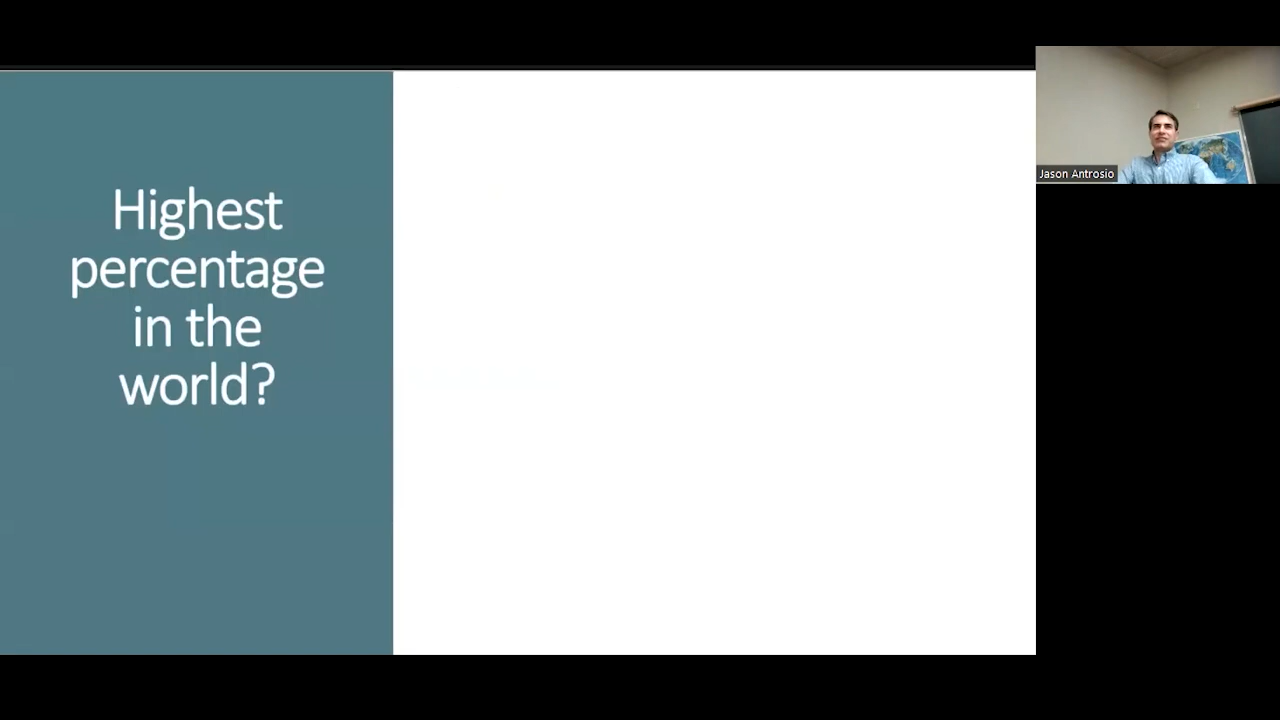 Highest
percentage
in the
world?
Jason Antrosio